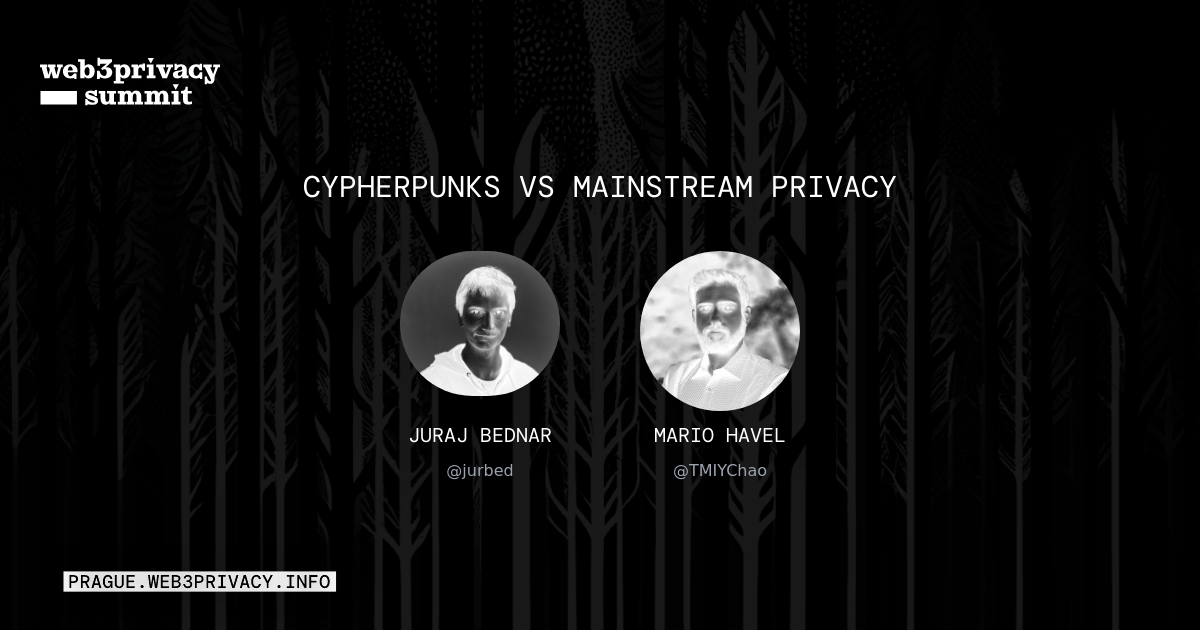 web3privacy
summit
CYPHERPUNKS VS MAINSTREAM PRIVACY
JURAJ BEDNAR
@jurbed
MARIO HAVEL
@TMIYChao
PRAGUE.WEB3PRIVACY.INFO